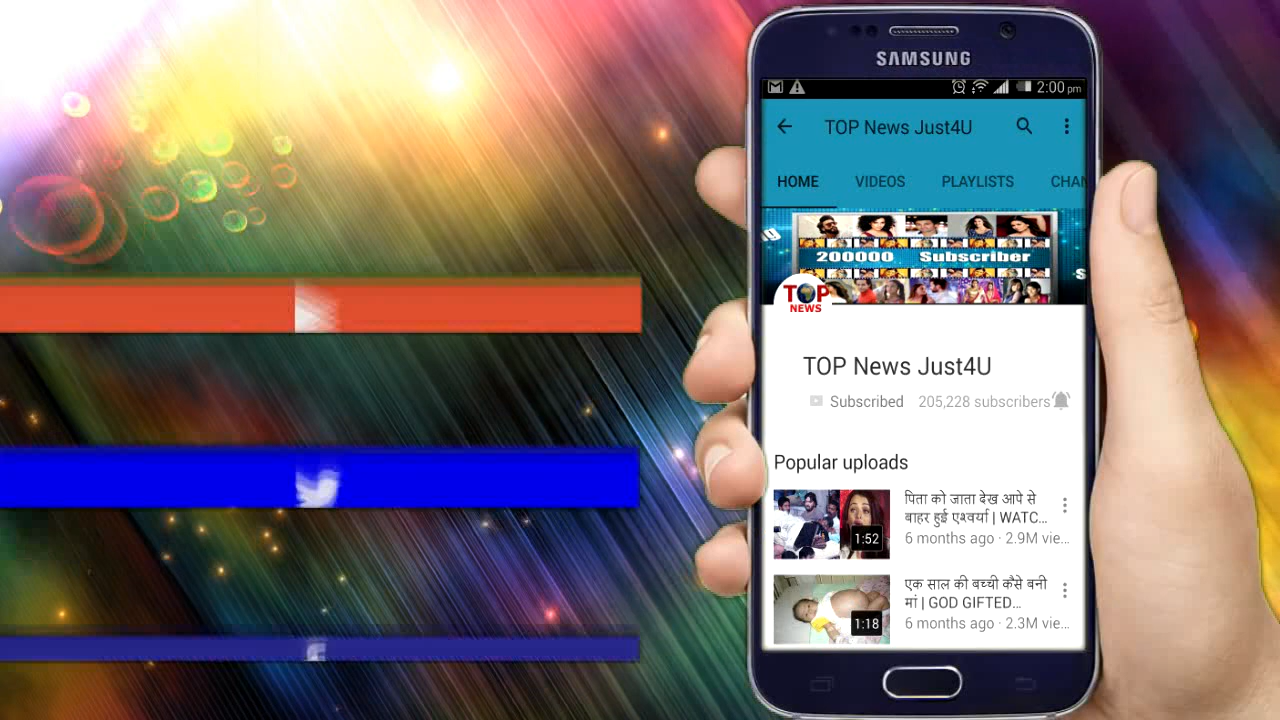 SAMSUNG
2:00 pm
TOP News Just4U
HOME VIDEOS PLAYLISTS CHAN
200000 Subscriber
TOP
NEWS
TOP News Just4U
Subscribed 205,228 subscribers
Popular uploads
पिता को जाता देख आपे से
बाहर हुई एश्वर्या | WATC...
6 months ago · 2.9M vie...
1:52
एक साल की बच्ची कैसे बनी
मां | GOD GIFTED...
6 months ago · 2.3M vie...
1:18